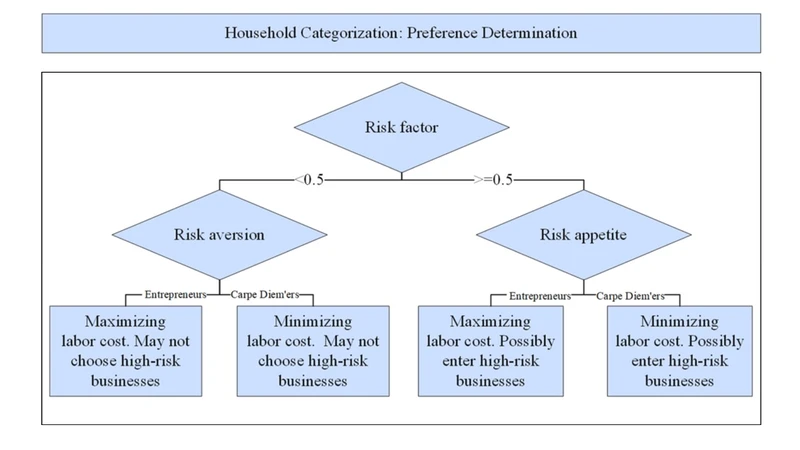 Household Categorization: Preference Determination
Risk factor
<0.5
>=0.5
Risk aversion
Risk appetite
Entrepreneurs
Carpe Diem'ers
Entrepreneurs
Carpe Diem'ers
Maximizing
labor cost. May not
choose high-risk
businesses
Minimizing
labor cost.  May not
choose high-risk
businesses
Maximizing
labor cost. Possibly
enter high-risk
businesses
Minimizing
labor cost. Possibly
enter high-risk
businesses